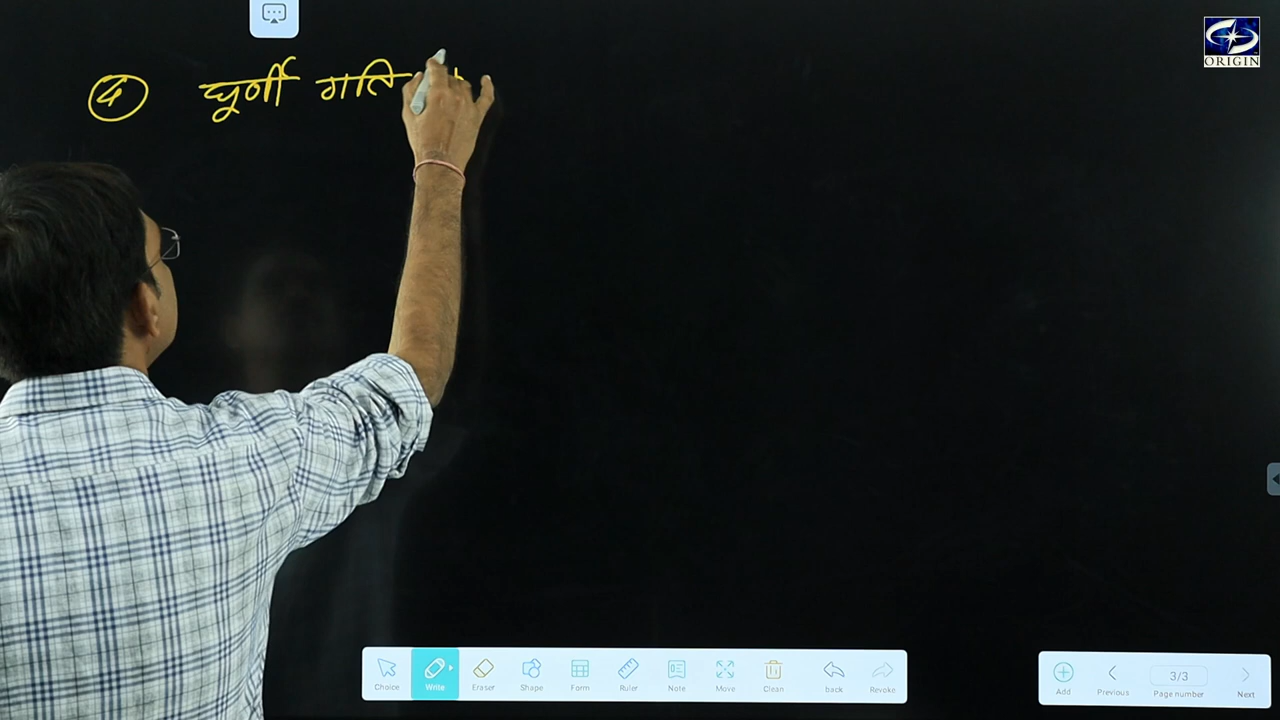 ④ घूर्णी गति
ORIGIN
Choice Write Eraser Shape Form Ruler Note Move Clean back Revoke
Add Previous 3/3 Page number Next